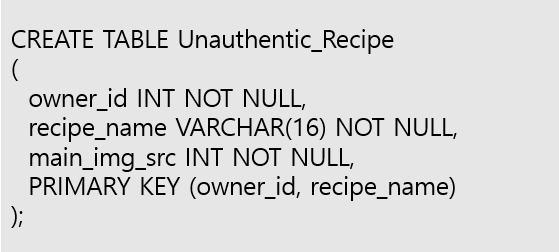 CREATE TABLE Unauthentic_Recipe
(
owner_id INT NOT NULL,
recipe_name VARCHAR(16) NOT NULL,
main_img_src INT NOT NULL,
PRIMARY KEY (owner_id, recipe_name)
);